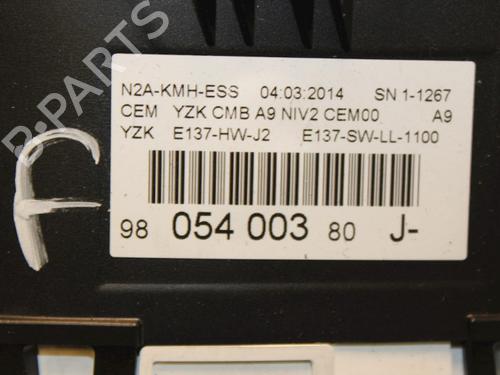 B-PARTS
N2A-KMH-ESS 04:03:2014 SN 1-1267
CEM YZK CMB A9 NIV2 CEM00 A9
YZK E137-HW-J2 E137-SW-LL-1100
98 054 003 80 J-
F